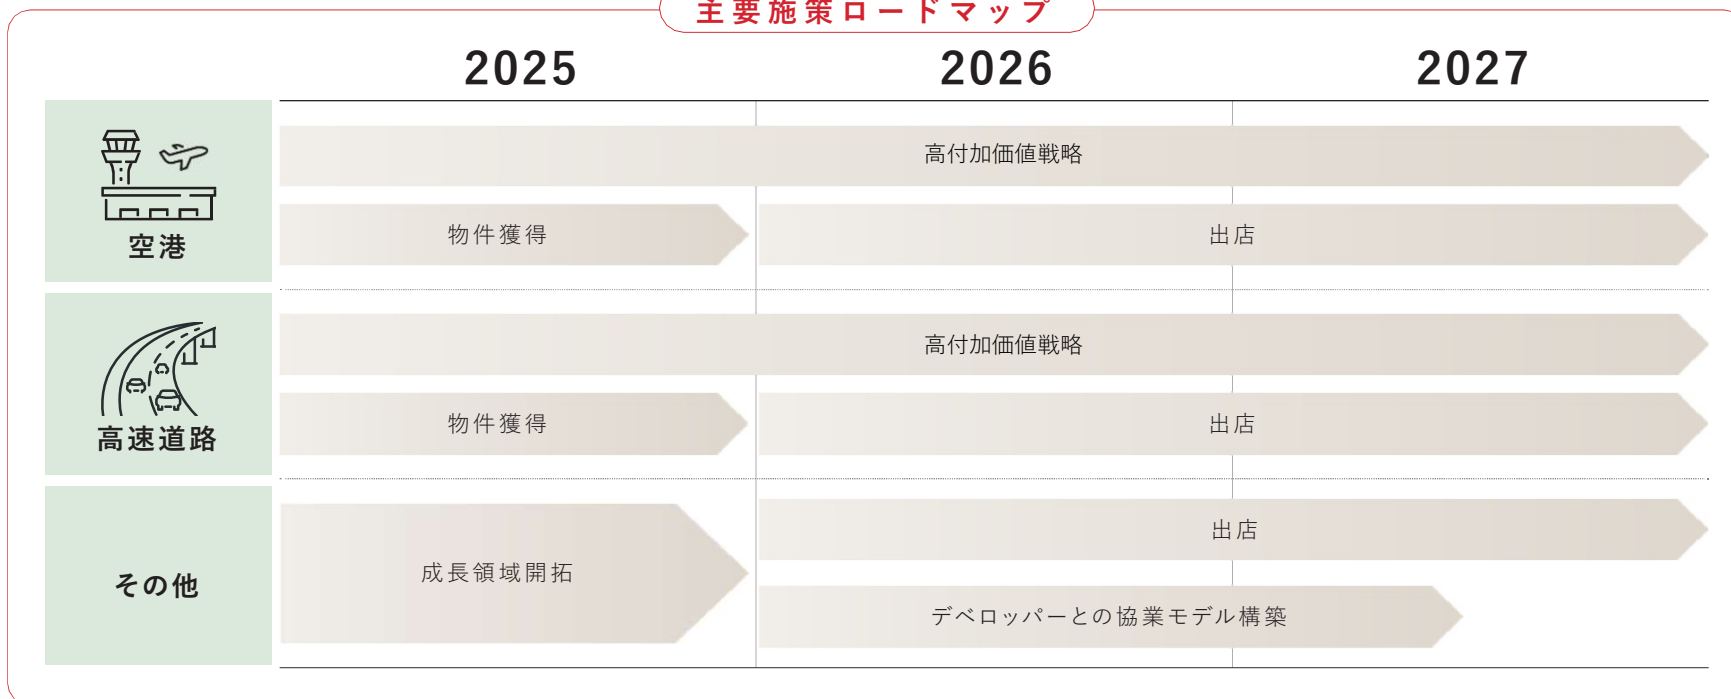 主要施策ロードマップ
2025 2026 2027
空港
高付加価値戦略
物件獲得 出店
高速道路
高付加価値戦略
物件獲得 出店
その他
成長領域開拓
出店
デベロッパーとの協業モデル構築